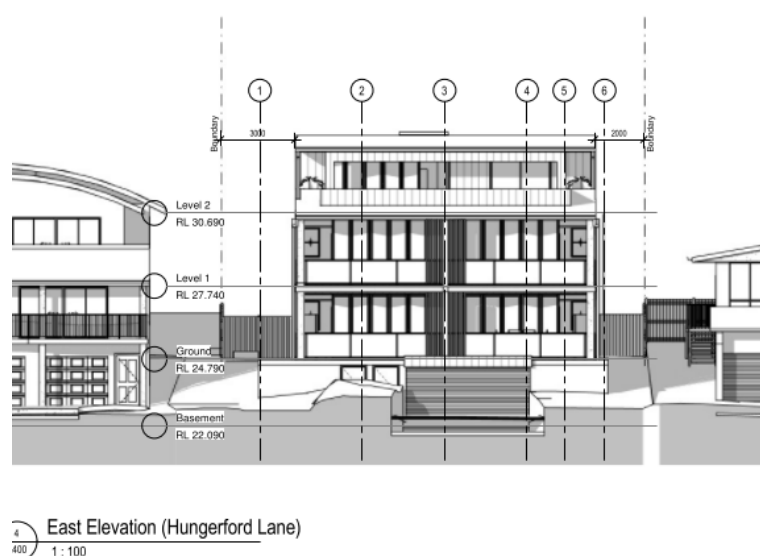 1
2
3
4
5
6
Boundary
3000
2000
Boundary
Level 2
RL 30.690
Level 1
RL 27.740
Ground
RL 24.790
Basement
RL 22.090
4
400
East Elevation (Hungerford Lane)
1 : 100